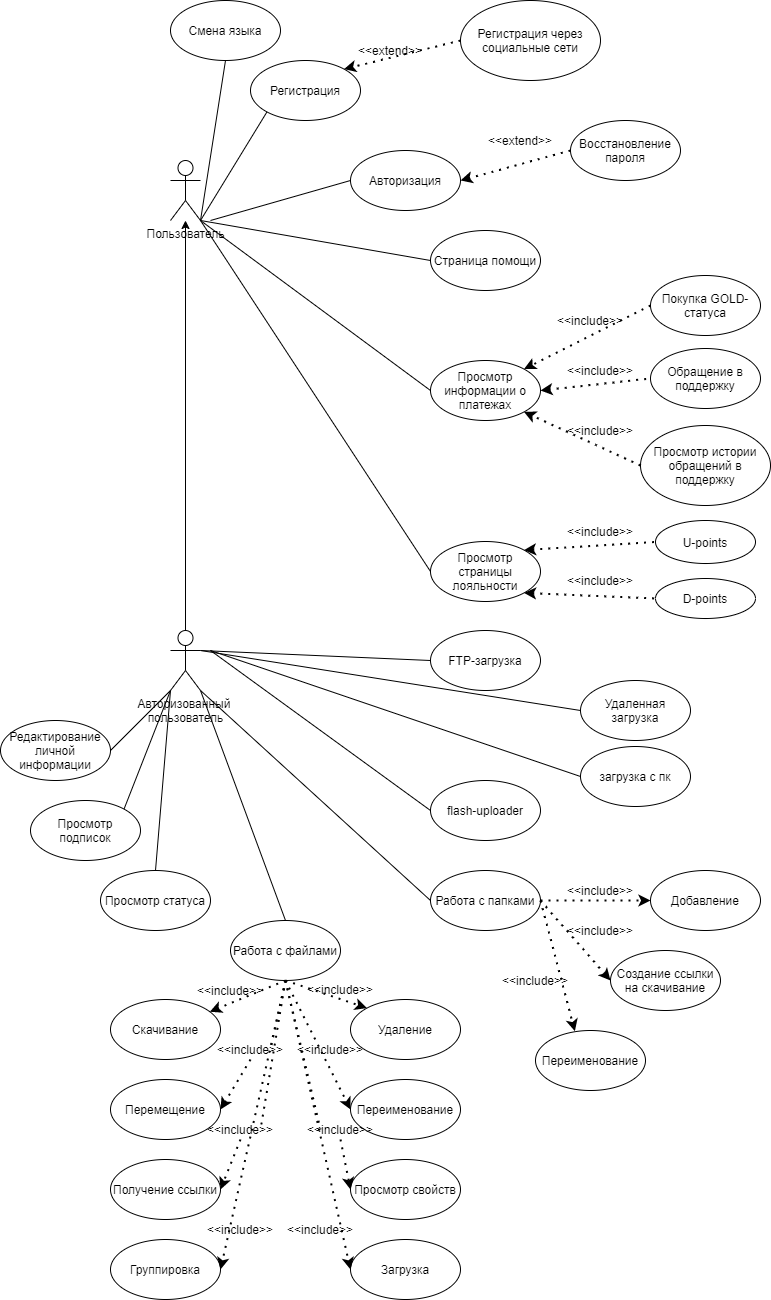 Смена языка
Регистрация через
социальные сети
<<extend>>
Регистрация
<<extend>>
Восстановление
пароля
Авторизация
Пользователь
Страница помощи
Покупка GOLD-
статуса
<<include>>
Просмотр
информации о
платежах
<<include>>
Обращение в
поддержку
<<include>>
Просмотр истории
обращений в
поддержку
<<include>>
U-points
Просмотр
страницы
лояльности
<<include>>
D-points
FTP-загрузка
Авторизованный
пользователь
Удаленная
загрузка
Редактирование
личной
информации
загрузка с пк
flash-uploader
Просмотр
подписок
Просмотр статуса
Работа с папками
<<include>>
Добавление
<<include>>
Работа с файлами
Создание ссылки
на скачивание
<<include>>
<<include>>
<<include>>
Скачивание
Удаление
<<include>>
<<include>>
Переименование
Перемещение
Переименование
<<include>>
<<include>>
Получение ссылки
Просмотр свойств
<<include>>
<<include>>
Группировка
Загрузка